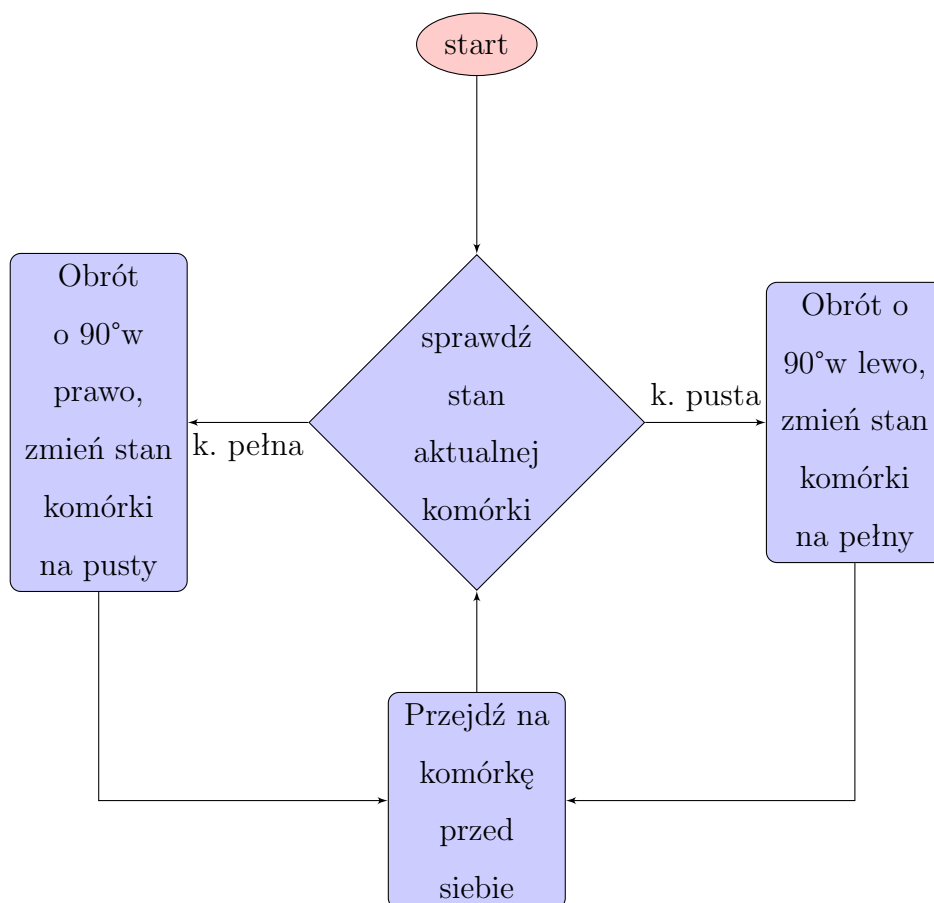 start
Obrót
o 90°w
prawo,
zmień stan
komórki
na pusty
k. pełna
sprawdź
stan
aktualnej
komórki
k. pusta
Obrót o
90°w lewo,
zmień stan
komórki
na pełny
Przejdź na
komórkę
przed
siebie